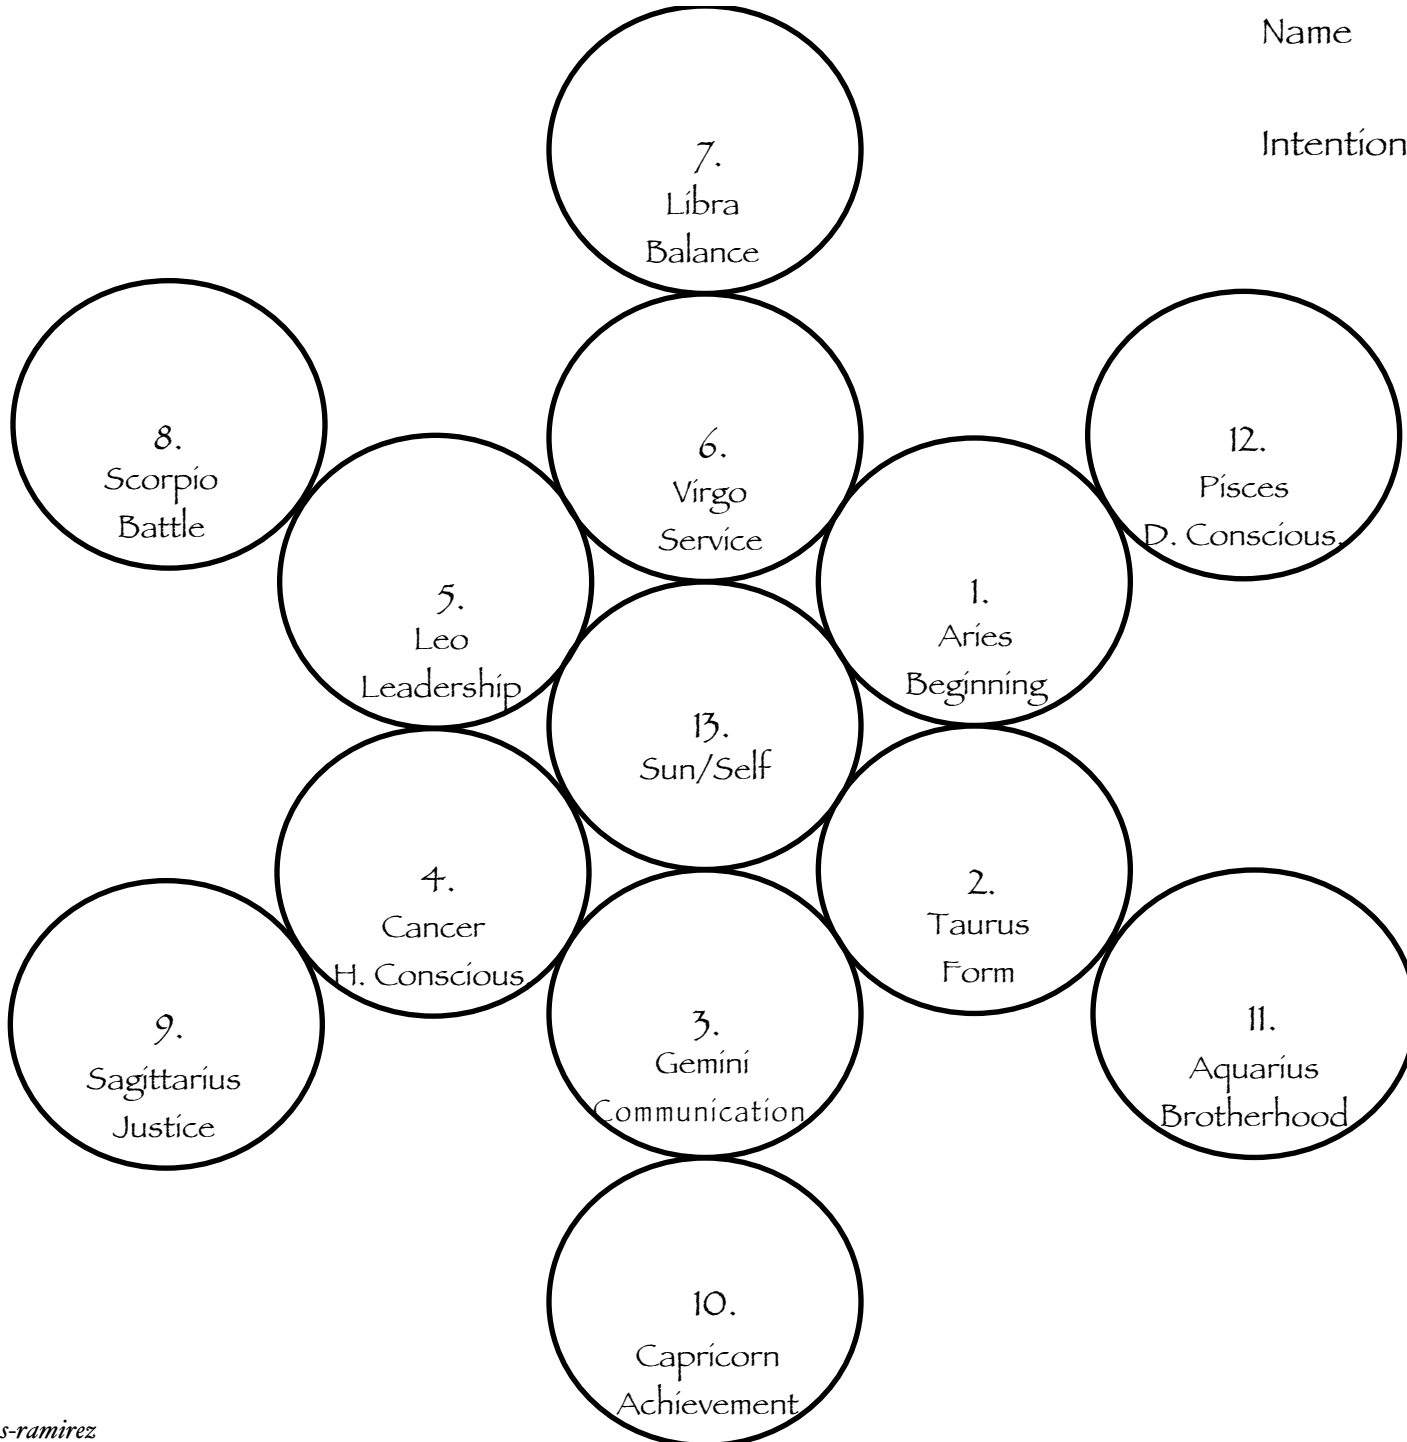 Name
Intention
7.
Libra
Balance
8.
Scorpio
Battle
6.
Virgo
Service
12.
Pisces
D. Conscious.
5.
Leo
Leadership
1.
Aries
Beginning
13.
Sun/Self
4.
Cancer
H. Conscious.
2.
Taurus
Form
9.
Sagittarius
Justice
3.
Gemini
Communication
11.
Aquarius
Brotherhood
10.
Capricorn
Achievement
s-ramirez